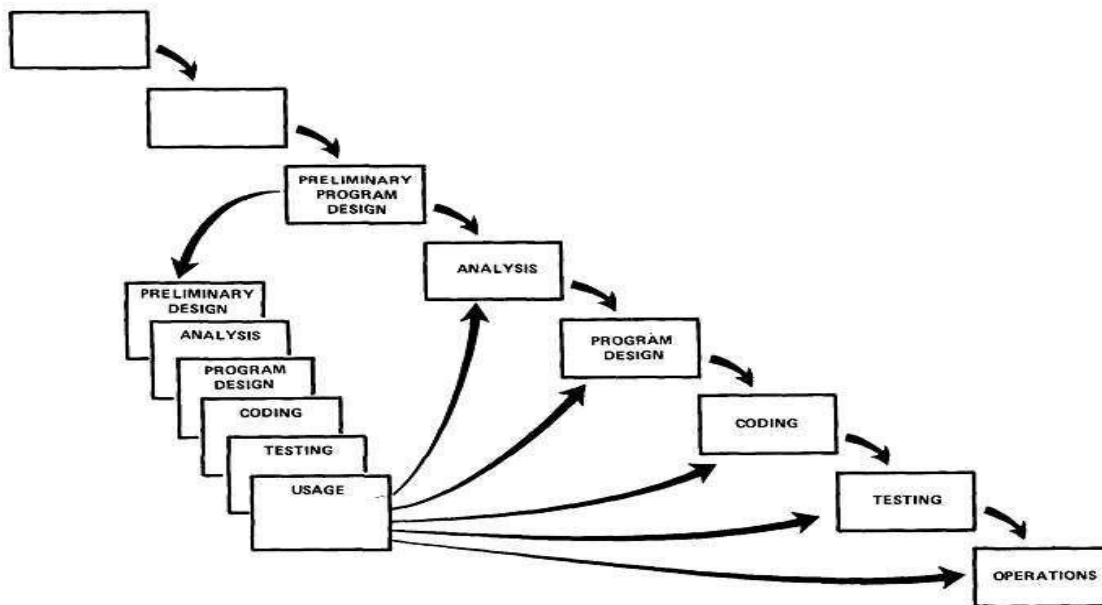 PRELIMINARY
PROGRAM
DESIGN
ANALYSIS
PROGRAM
DESIGN
CODING
TESTING
OPERATIONS
PRELIMINARY
DESIGN
ANALYSIS
PROGRAM
DESIGN
CODING
TESTING
USAGE